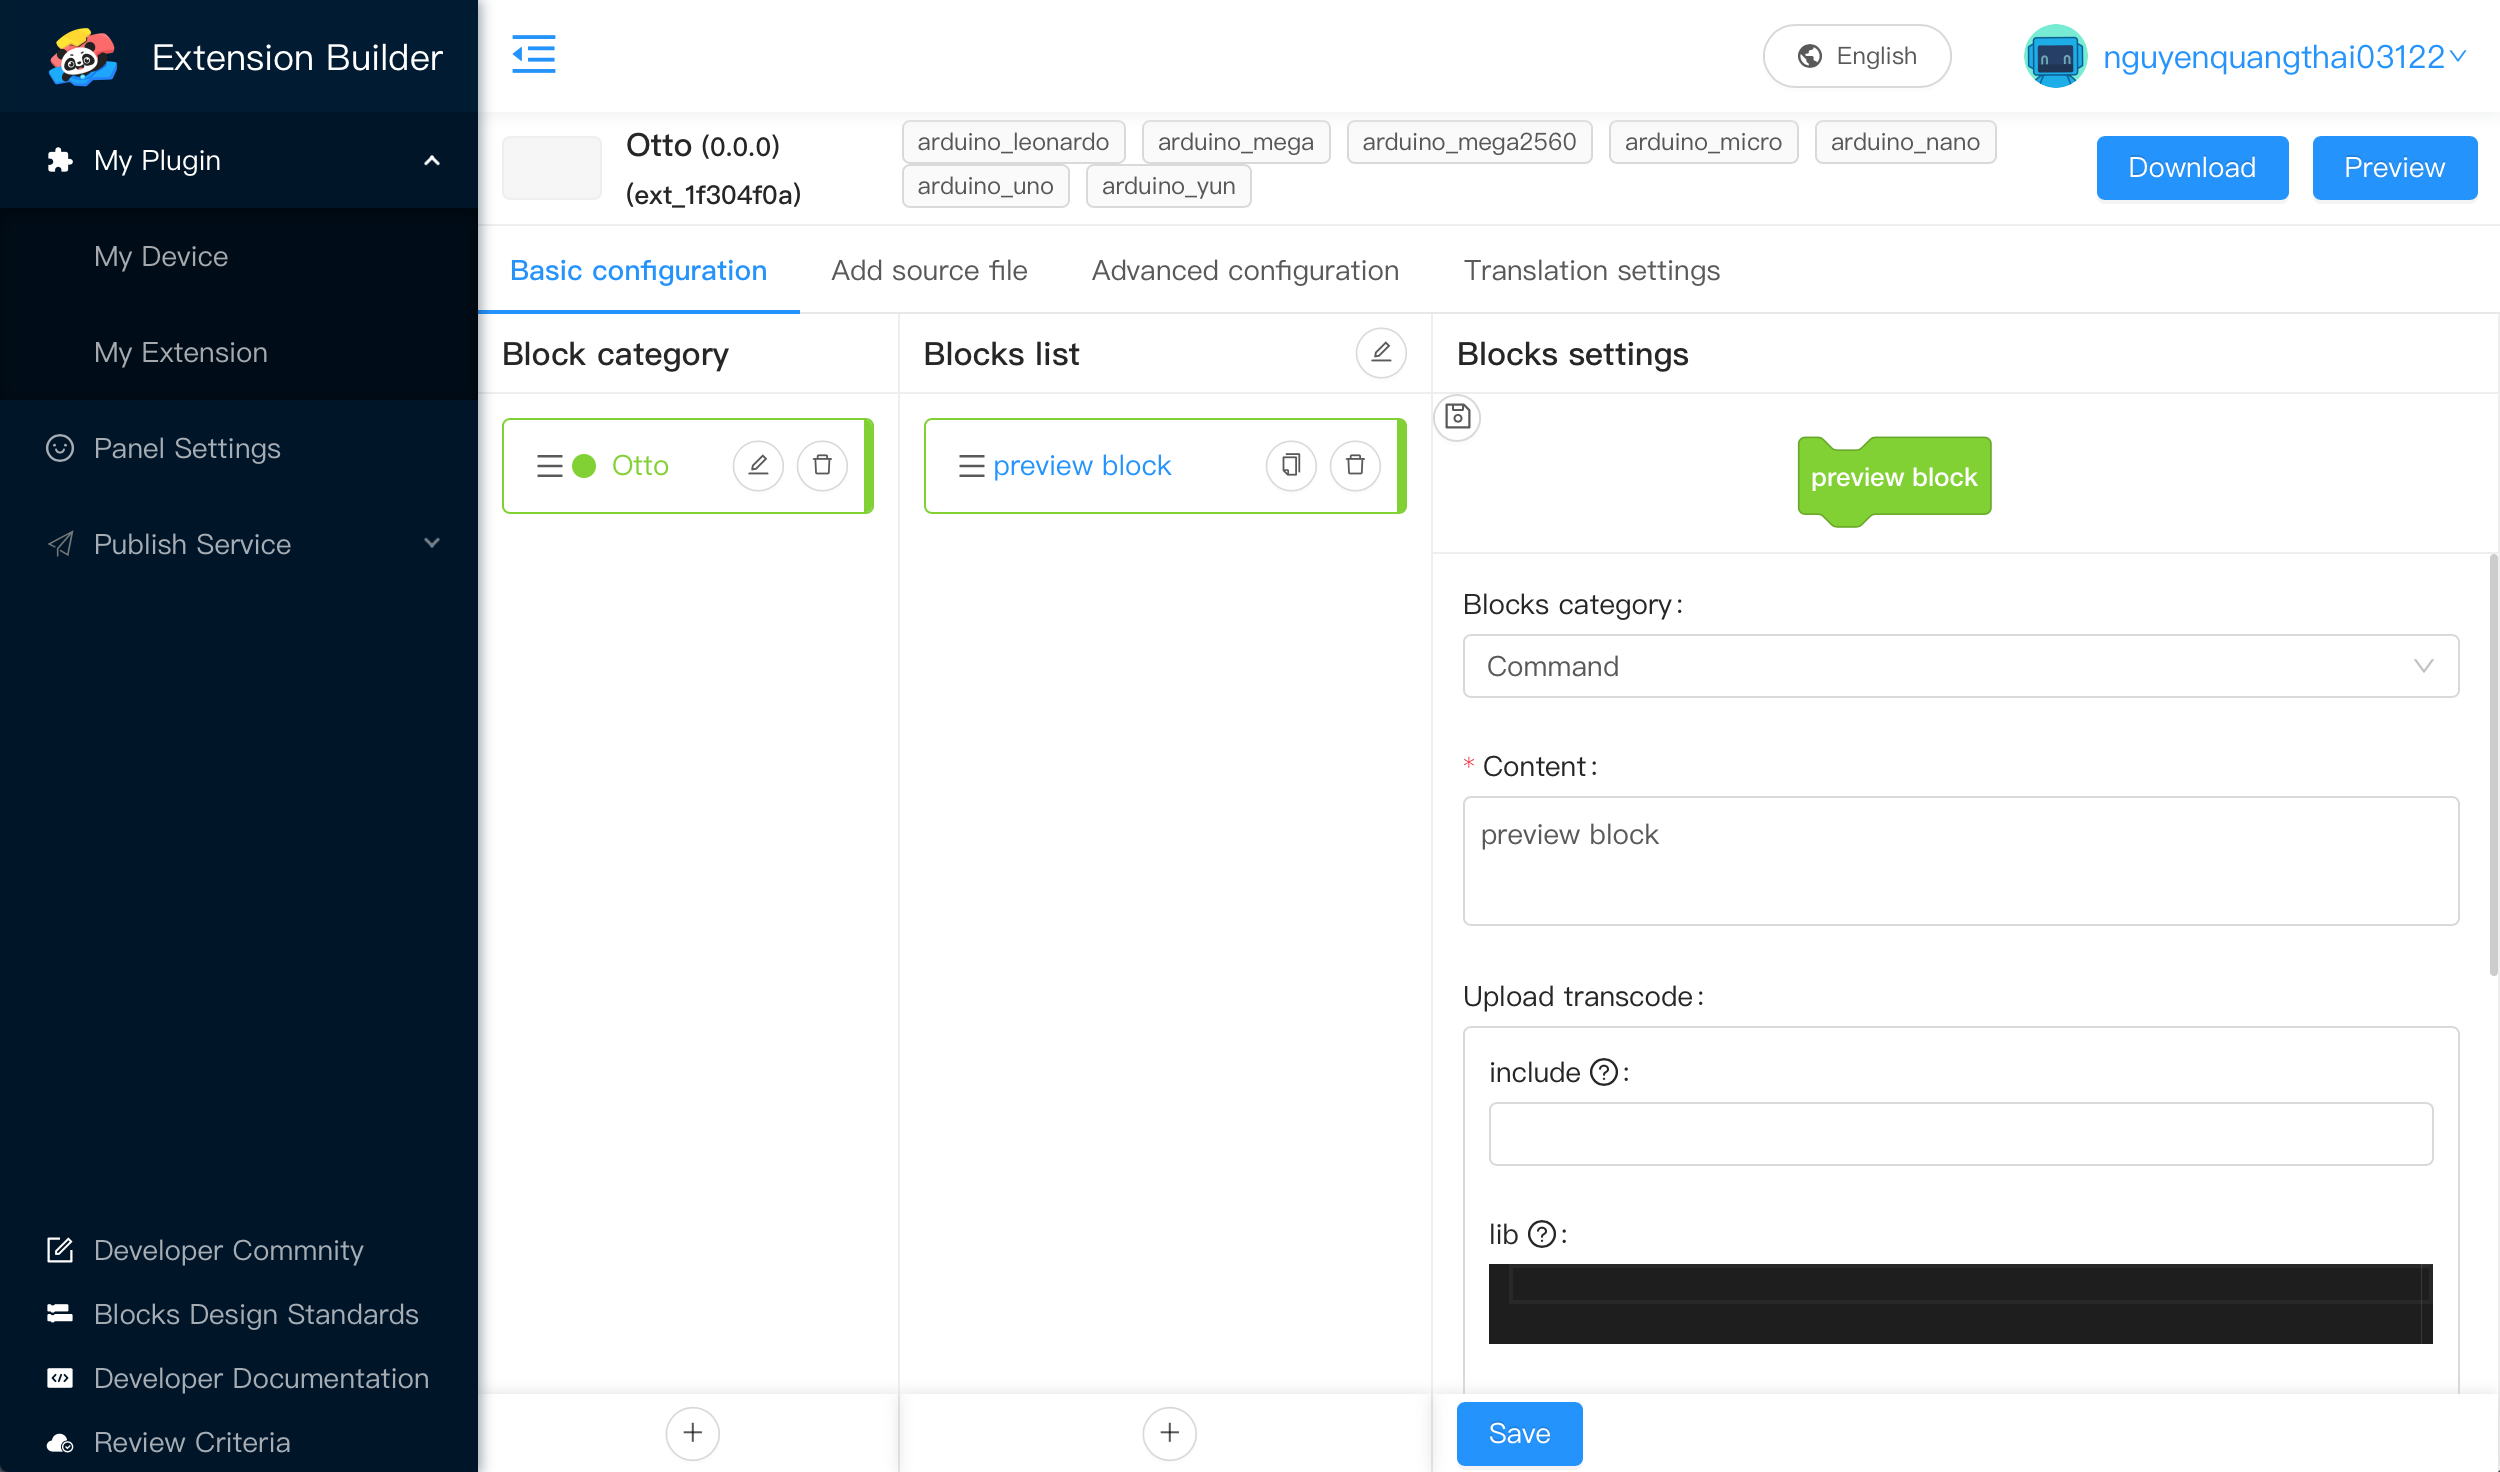 Extension Builder
My Plugin
My Device
My Extension
Panel Settings
Publish Service
Developer Commnity
Blocks Design Standards
Developer Documentation
Review Criteria
English
nguyenquangthai03122
Otto (0.0.0)
(ext_1f304f0a)
arduino_leonardo arduino_mega arduino_mega2560 arduino_micro arduino_nano
arduino_uno arduino_yun
Download Preview
Basic configuration Add source file Advanced configuration Translation settings
Block category
Otto
Blocks list
preview block
Blocks settings
preview block
Blocks category:
Command
* Content:
preview block
Upload transcode:
include ?:
lib ?:
Save